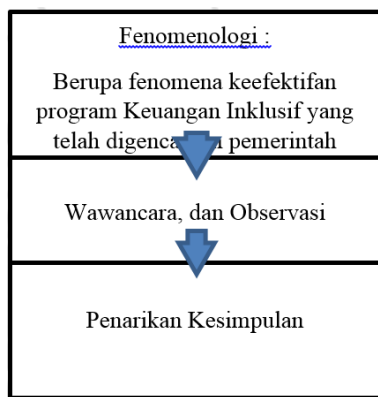 Fenomenologi :
Berupa fenomena keefektifan
program Keuangan Inklusif yang
telah pemerintah
Wawancara, dan Observasi
Penarikan Kesimpulan